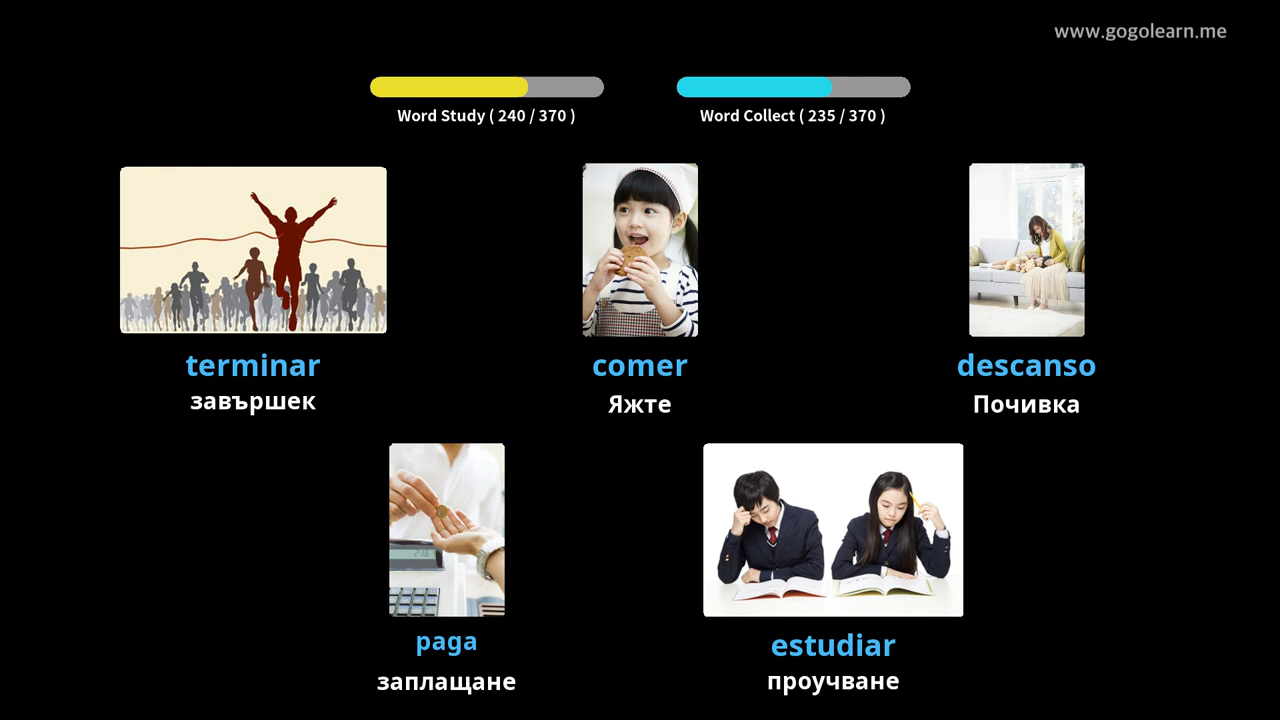 www.gogolearn.me
Word Study ( 240 / 370 )
Word Collect ( 235 / 370 )
terminar
завършек
comer
Яжте
descanso
Почивка
paga
заплащане
estudiar
проучване